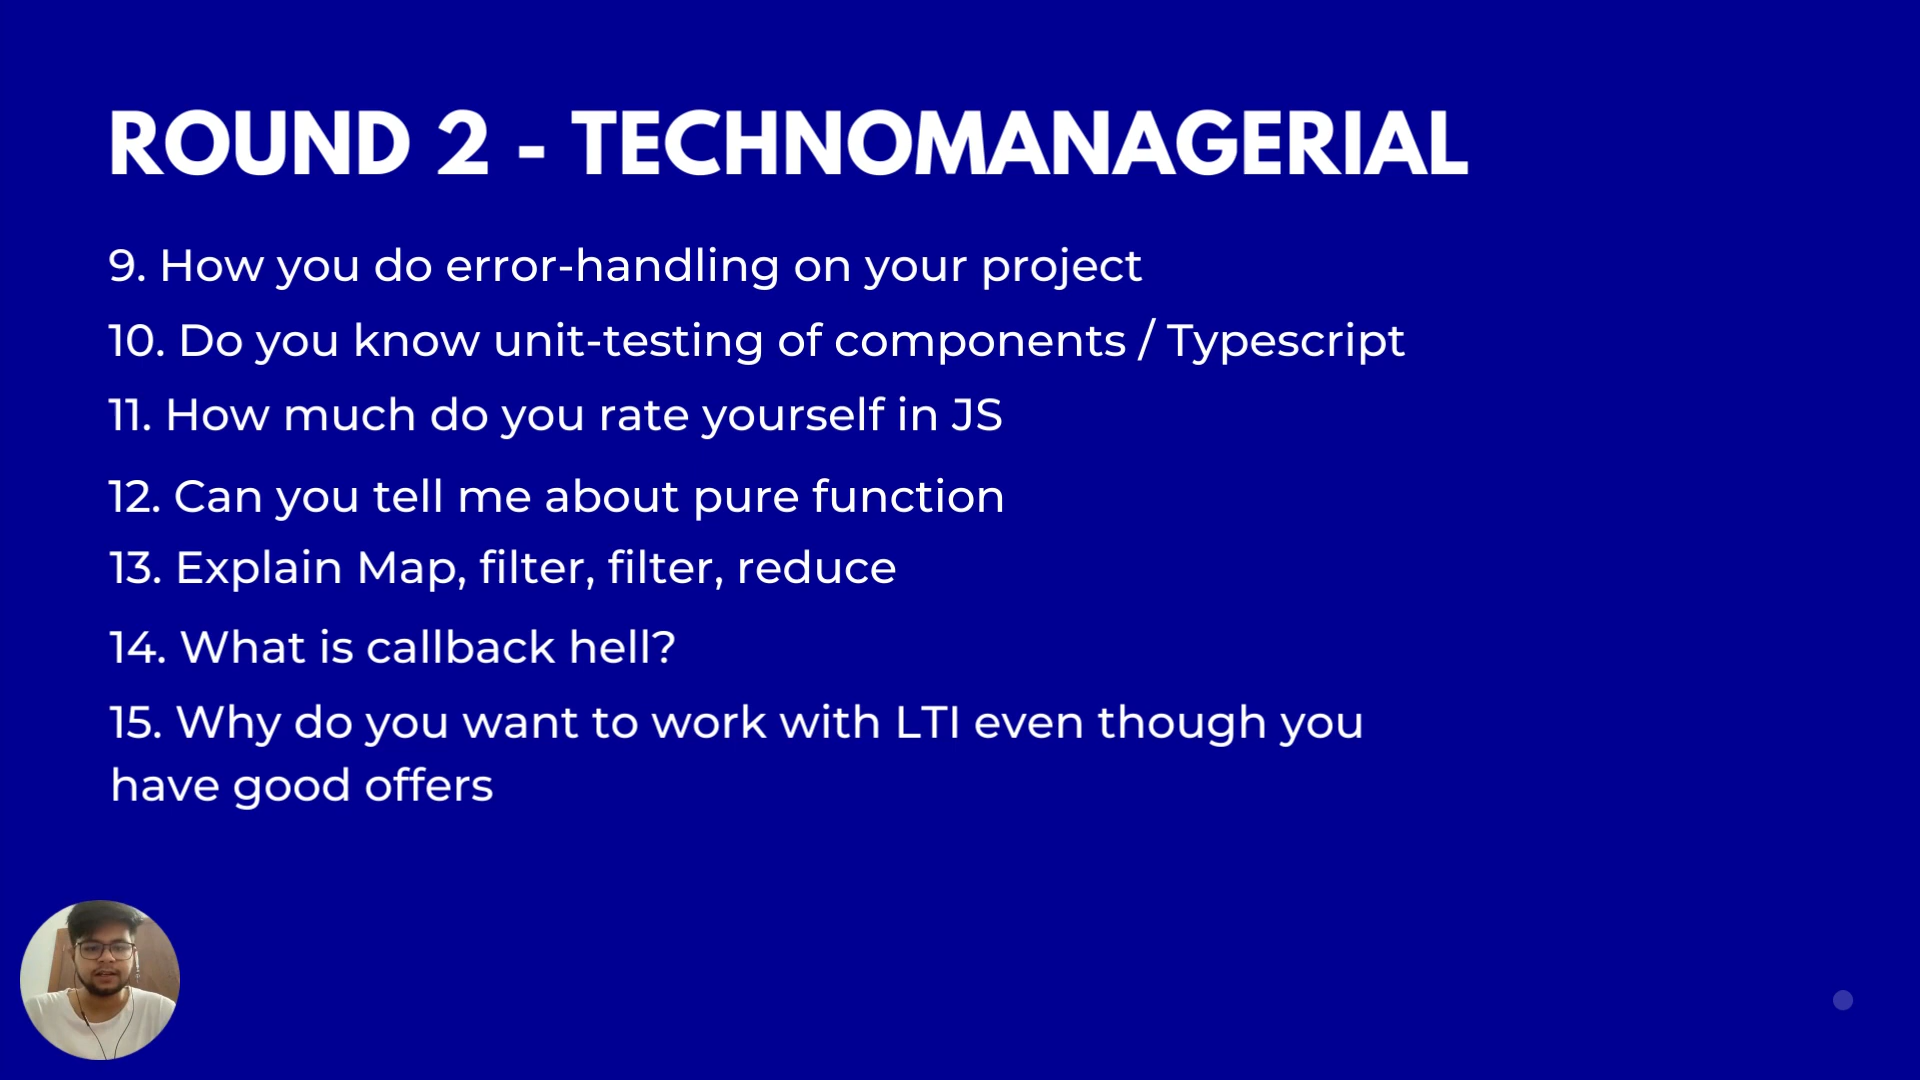 ROUND 2 - TECHNOMANAGERIAL
9. How you do error-handling on your project
10. Do you know unit-testing of components / Typescript
11. How much do you rate yourself in JS
12. Can you tell me about pure function
13. Explain Map, filter, filter, reduce
14. What is callback hell?
15. Why do you want to work with LTI even though you
have good offers